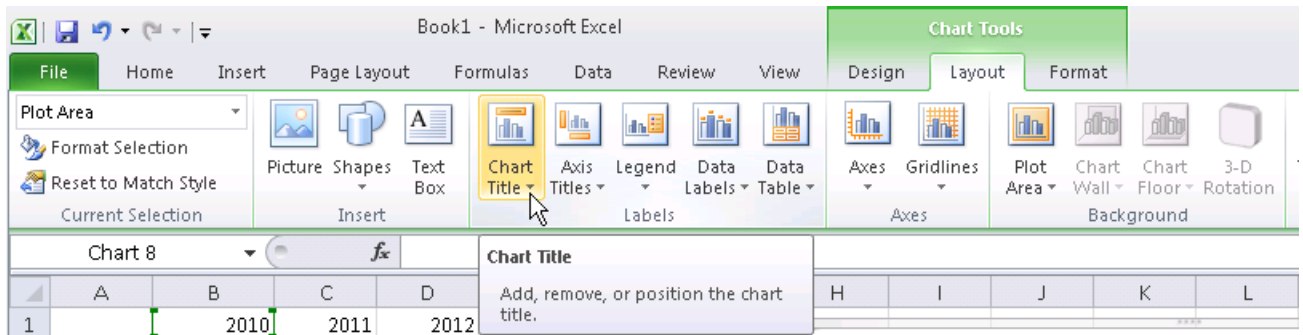 Book1 - Microsoft Excel
Chart Tools
File Home Insert Page Layout Formulas Data Review View Design Layout Format
Plot Area
Format Selection
Reset to Match Style
Current Selection
Picture Shapes Text Box
Insert
Chart Title Axis Titles Legend Data Labels Data Table
Labels
Axes Gridlines
Axes
Plot Area Chart Wall Chart Floor 3-D Rotation
Background
Chart 8 fx
Chart Title
Add, remove, or position the chart
title.
A B C D H I J K L
1 2010 2011 2012